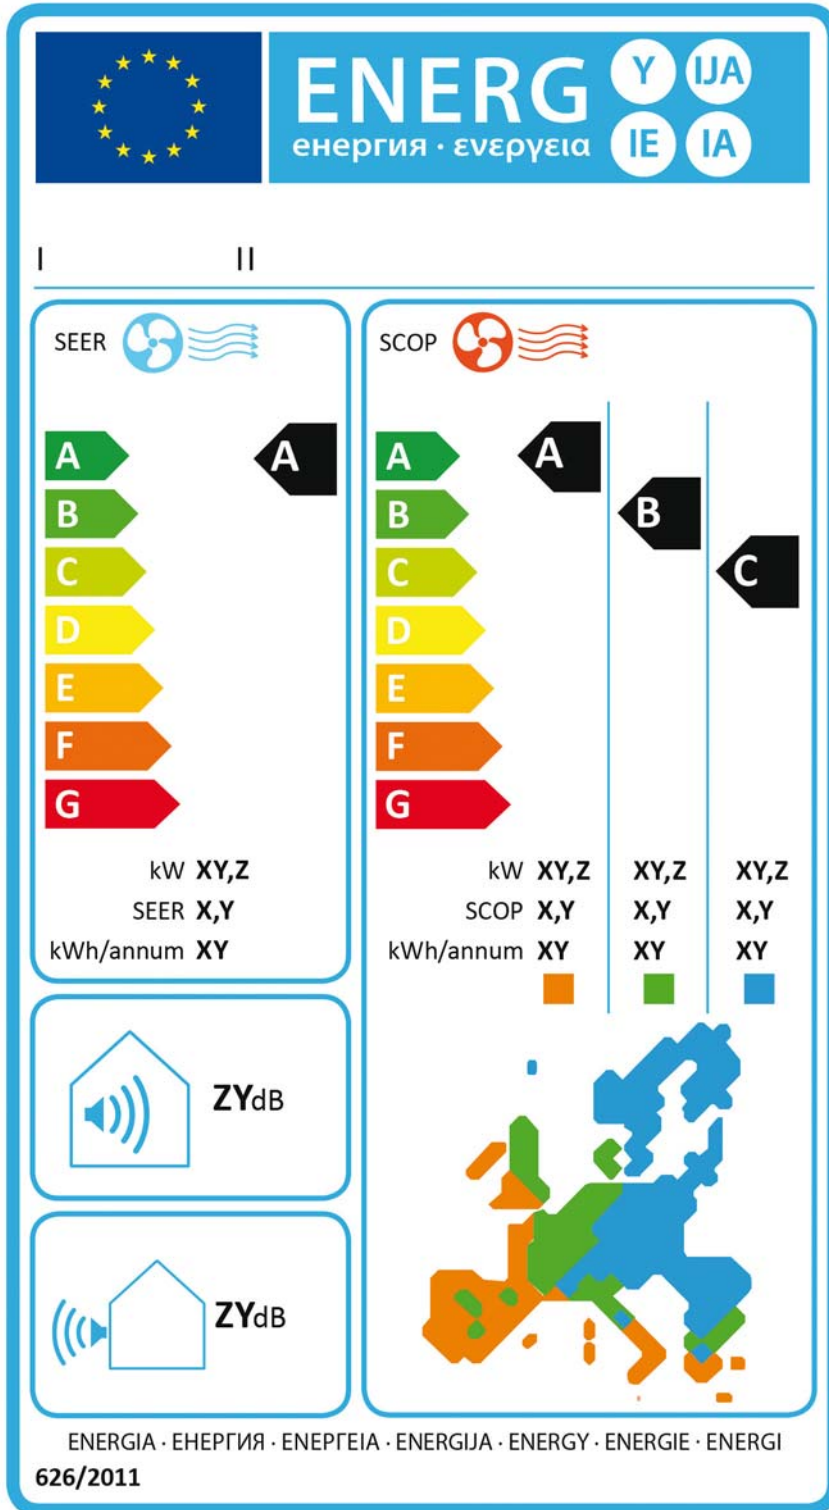 ENERG Y IJA
енергия · ενεργεια IE IA
I II
SEER
A A
B
C
D
E
F
G
kW XY,Z
SEER X,Y
kWh/annum XY
SCOP
A A
B B
C C
D
E
F
G
kW XY,Z XY,Z XY,Z
SCOP X,Y X,Y X,Y
kWh/annum XY XY XY
ZYdB
ZYdB
ENERGIA · ЕНЕРГИЯ · ΕΝΕΡΓΕΙΑ · ENERGIJA · ENERGY · ENERGIE · ENERGI
626/2011